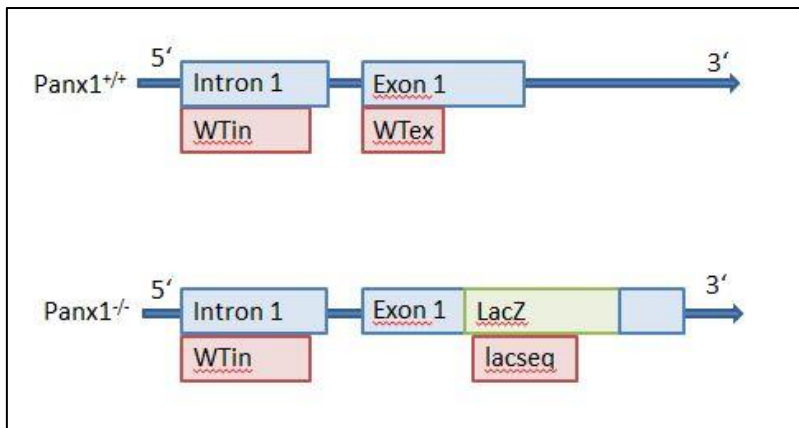 5‘ 3‘
Panx1+/+ Intron 1 Exon 1
WTin WTex
5‘ 3‘
Panx1-/- Intron 1 Exon 1 LacZ
WTin lacseq